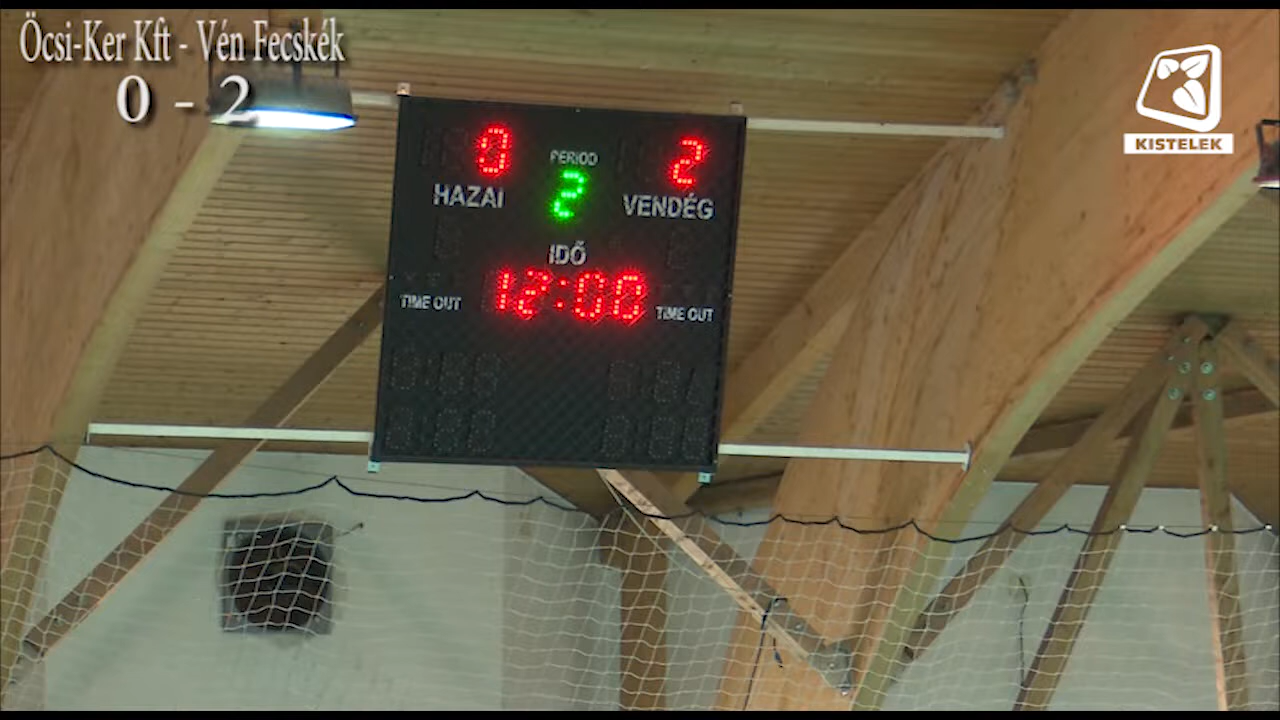 Öcsi-Ker Kft - Vén Fecskék
0 - 2
KISTELEK
0 PERIOD 2
HAZAI 2 VENDÉG
IDŐ
TIME OUT 12:00 TIME OUT